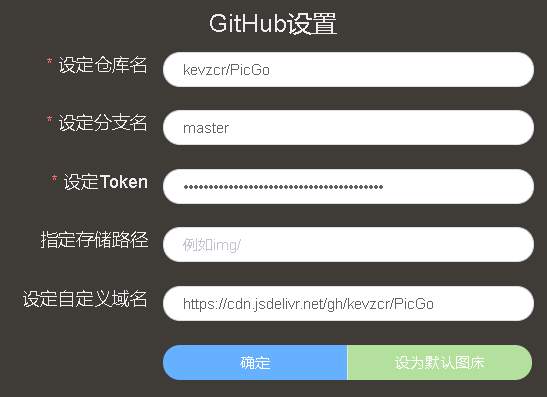 GitHub设置
* 设定仓库名 kevzcr/PicGo
* 设定分支名 master
* 设定Token ••••••••••••••••••••••••••••••••••••••••
指定存储路径 例如img/
设定自定义域名 https://cdn.jsdelivr.net/gh/kevzcr/PicGo
确定 设为默认图床